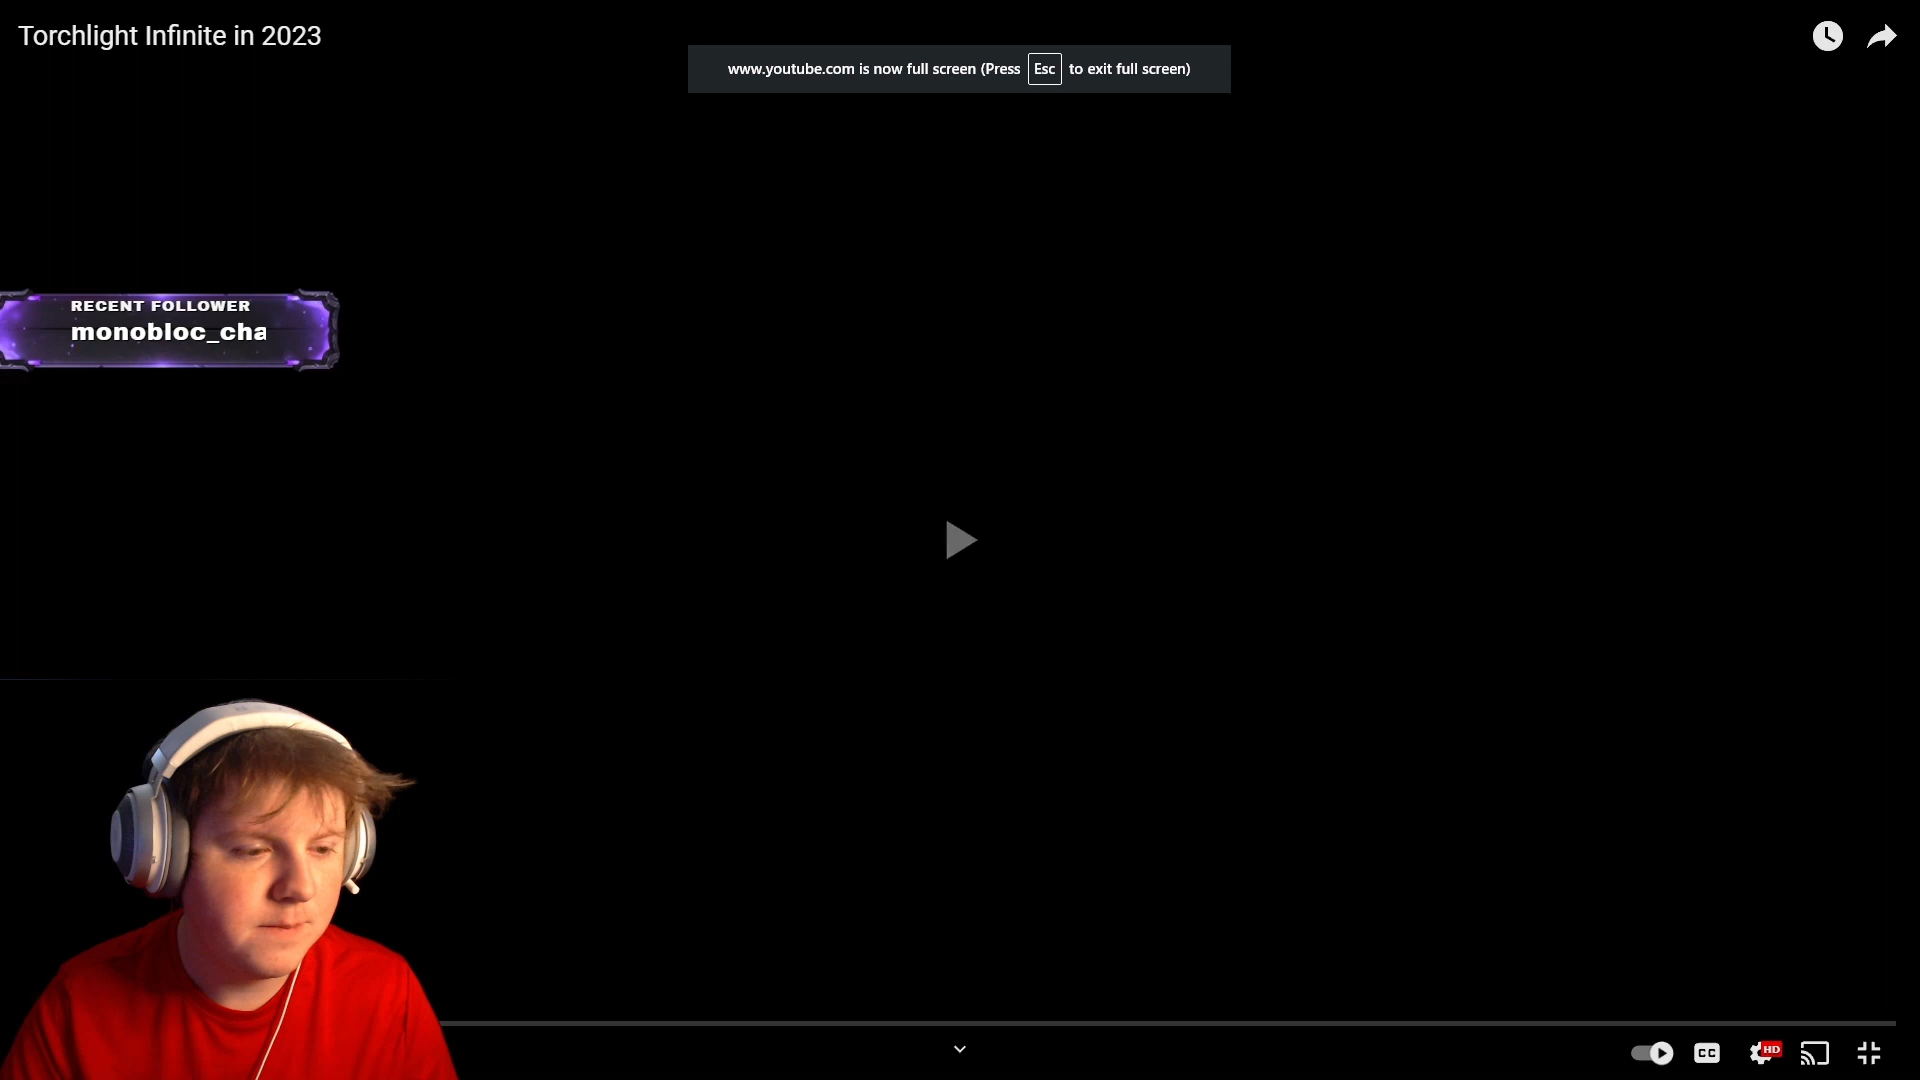 Torchlight Infinite in 2023
www.youtube.com is now full screen (Press Esc to exit full screen)
RECENT FOLLOWER
monobloc_cha
CC
HD